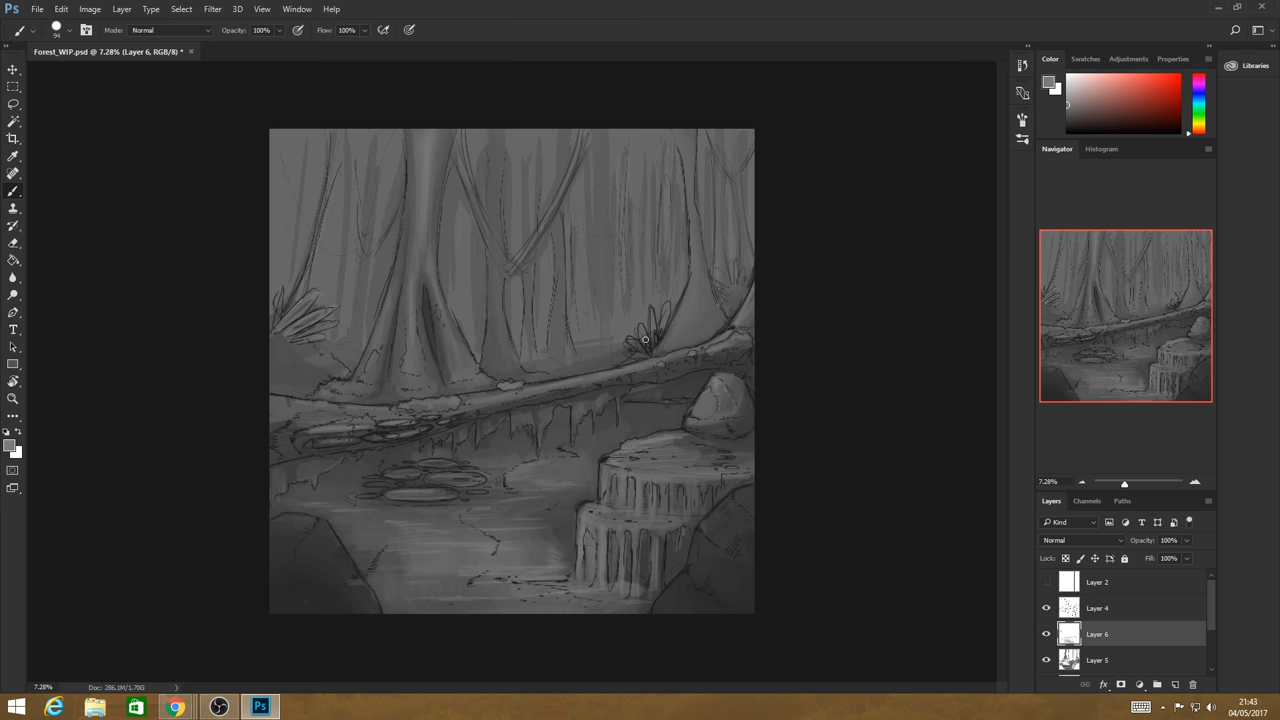 Ps File Edit Image Layer Type Select Filter 3D View Window Help
94 Mode: Normal Opacity: 100% Flow: 100%
Forest_WIP.psd @ 7.28% (Layer 6, RGB/8) * ×
Color Swatches Adjustments Properties
Libraries
Navigator Histogram
7.28%
Layers Channels Paths
Kind
Normal Opacity: 100%
Lock: Fill: 100%
Layer 2
Layer 4
Layer 6
Layer 5
T
7.28% Doc: 286.1M/1.70G
Ps
21:43
04/05/2017